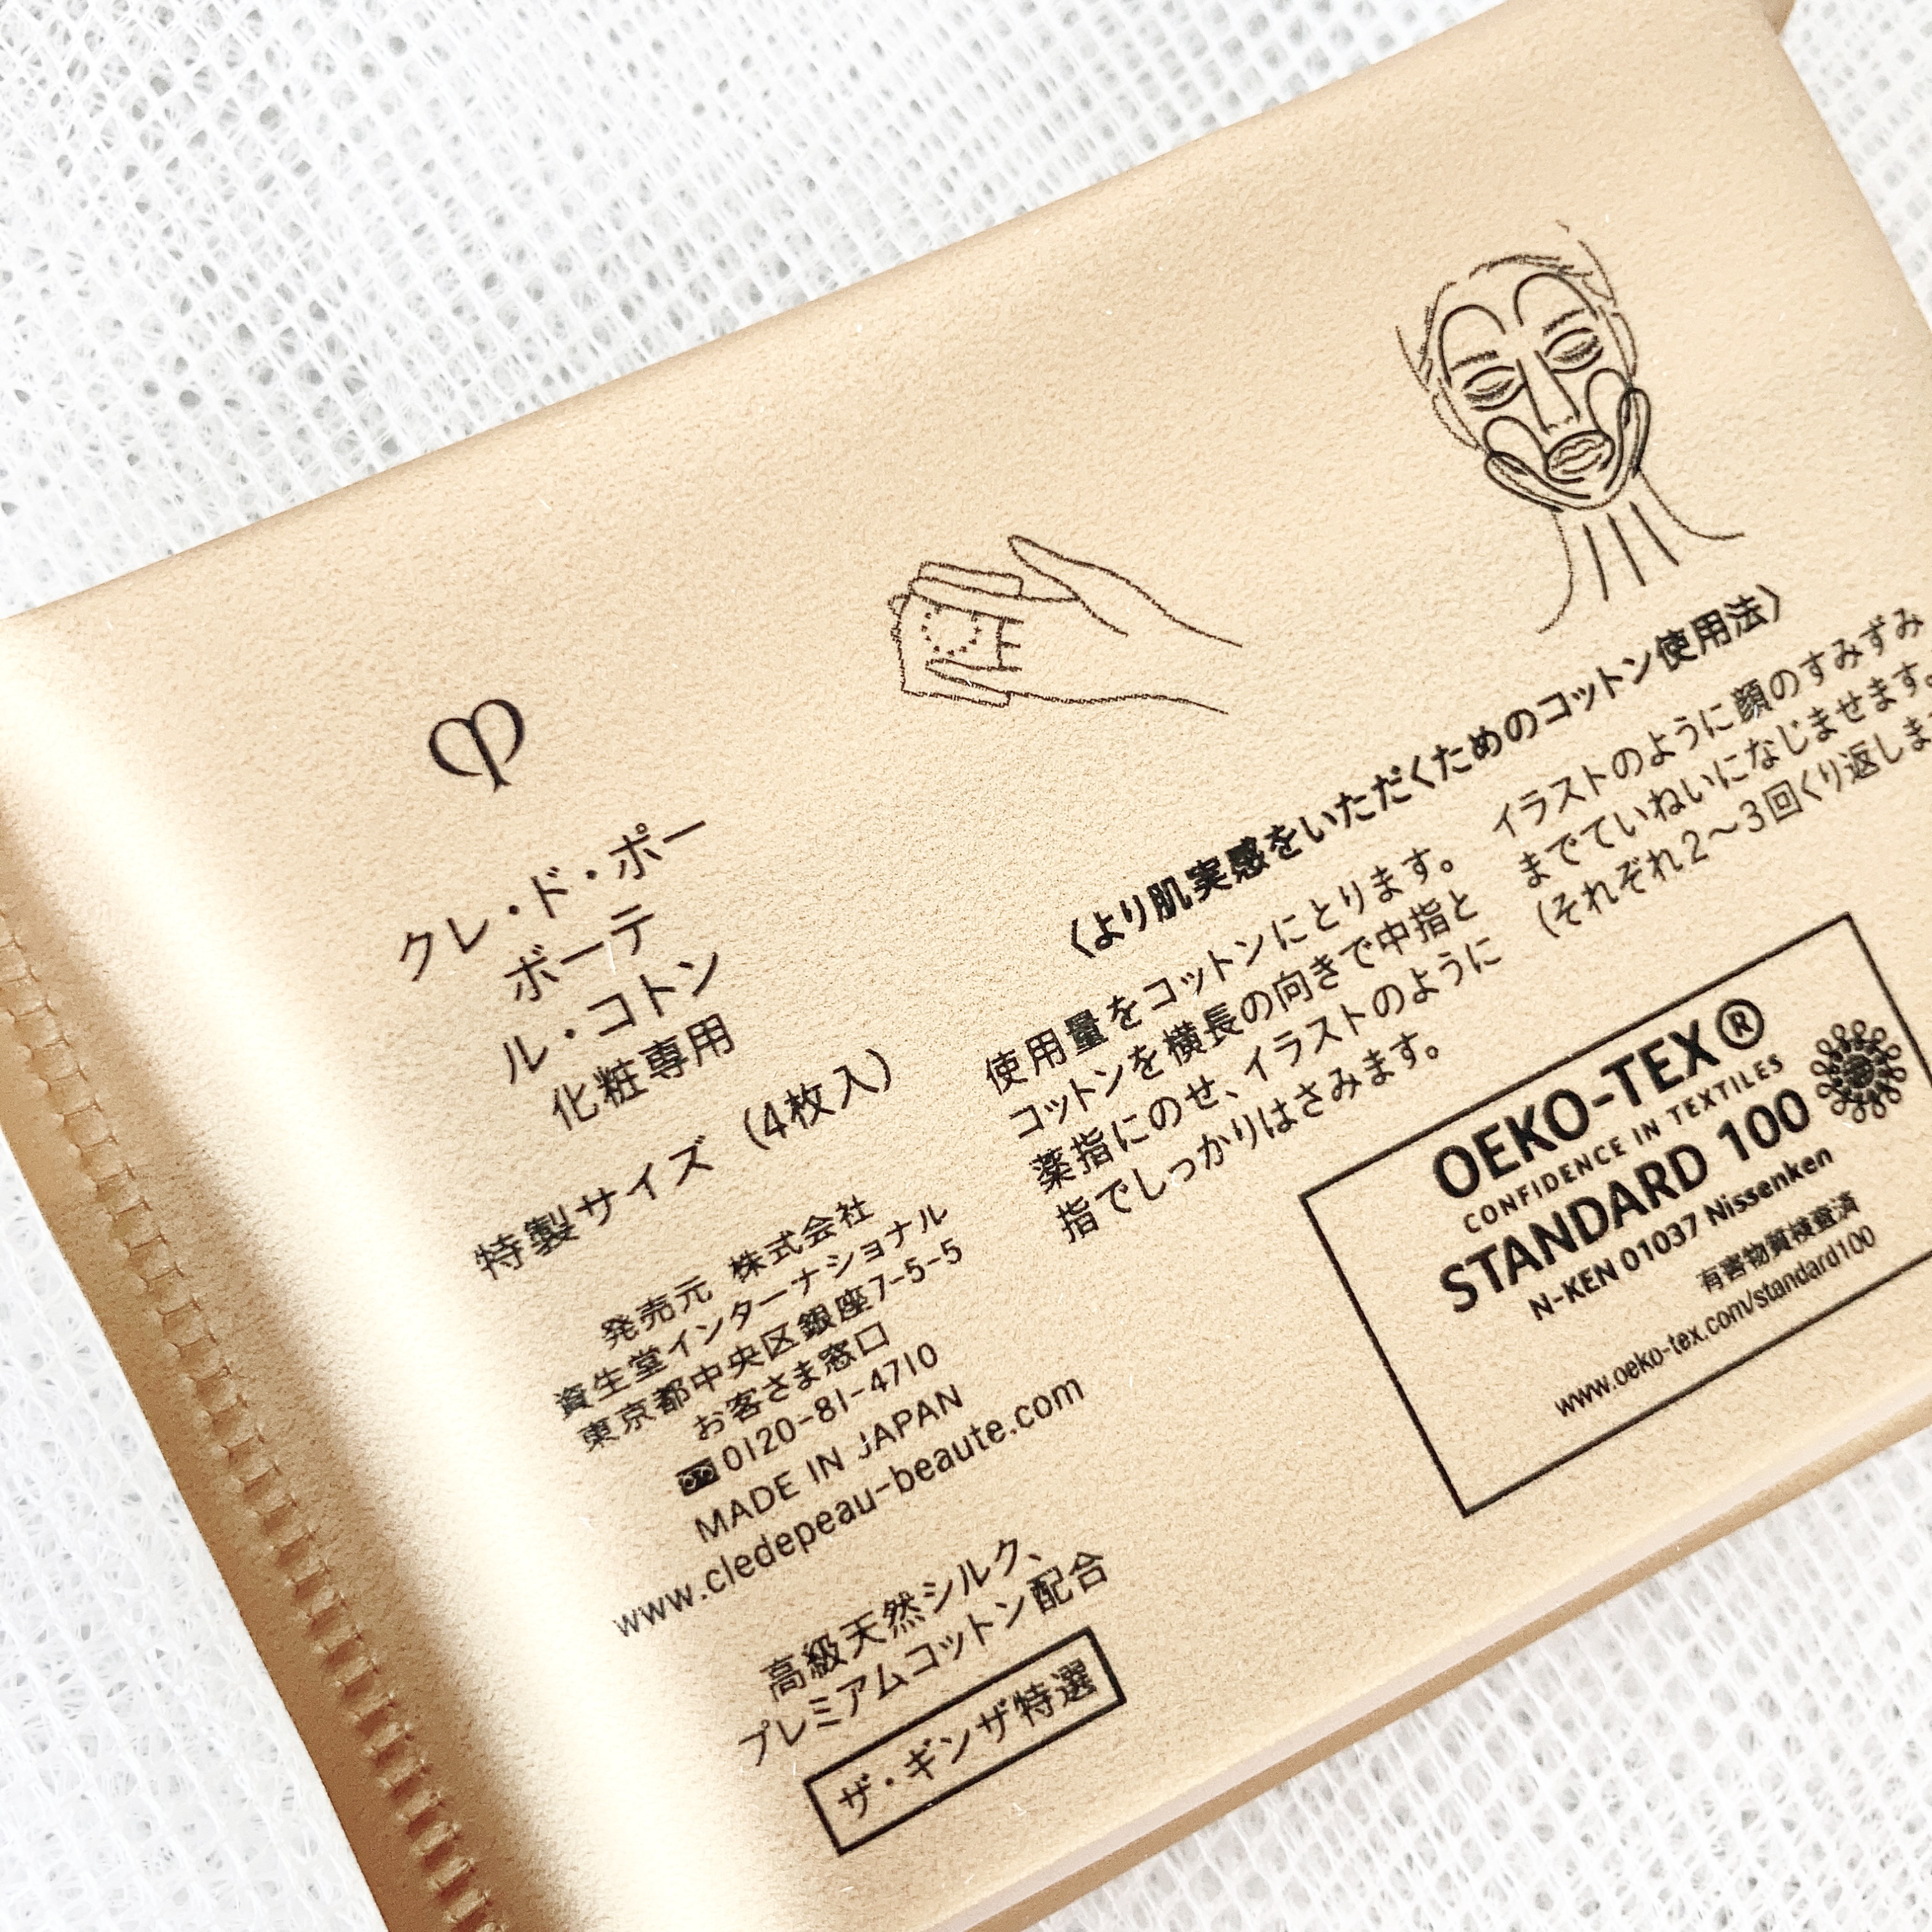 クレ・ド・ポー
ボーテ
ル・コトン
化粧専用
特製サイズ（4枚入）
発売元 株式会社
資生堂インターナショナル
東京都中央区銀座7-5-5
お客さま窓口
0120-81-4710
MADE IN JAPAN
www.cledepeau-beaute.com
高級天然シルク、
プレミアムコットン配合
ザ・ギンザ特選
〈より肌実感をいただくためのコットン使用法〉
使用量をコットンにとります。
コットンを横長の向きで中指と
薬指にのせ、イラストのように
指でしっかりはさみます。
イラストのように顔のすみずみ
までていねいになじませます。
（それぞれ2〜3回くり返しま
OEKO-TEX®
CONFIDENCE IN TEXTILES
STANDARD 100
N-KEN 01037 Nissenken
有害物質検査済
www.oeko-tex.com/standard100